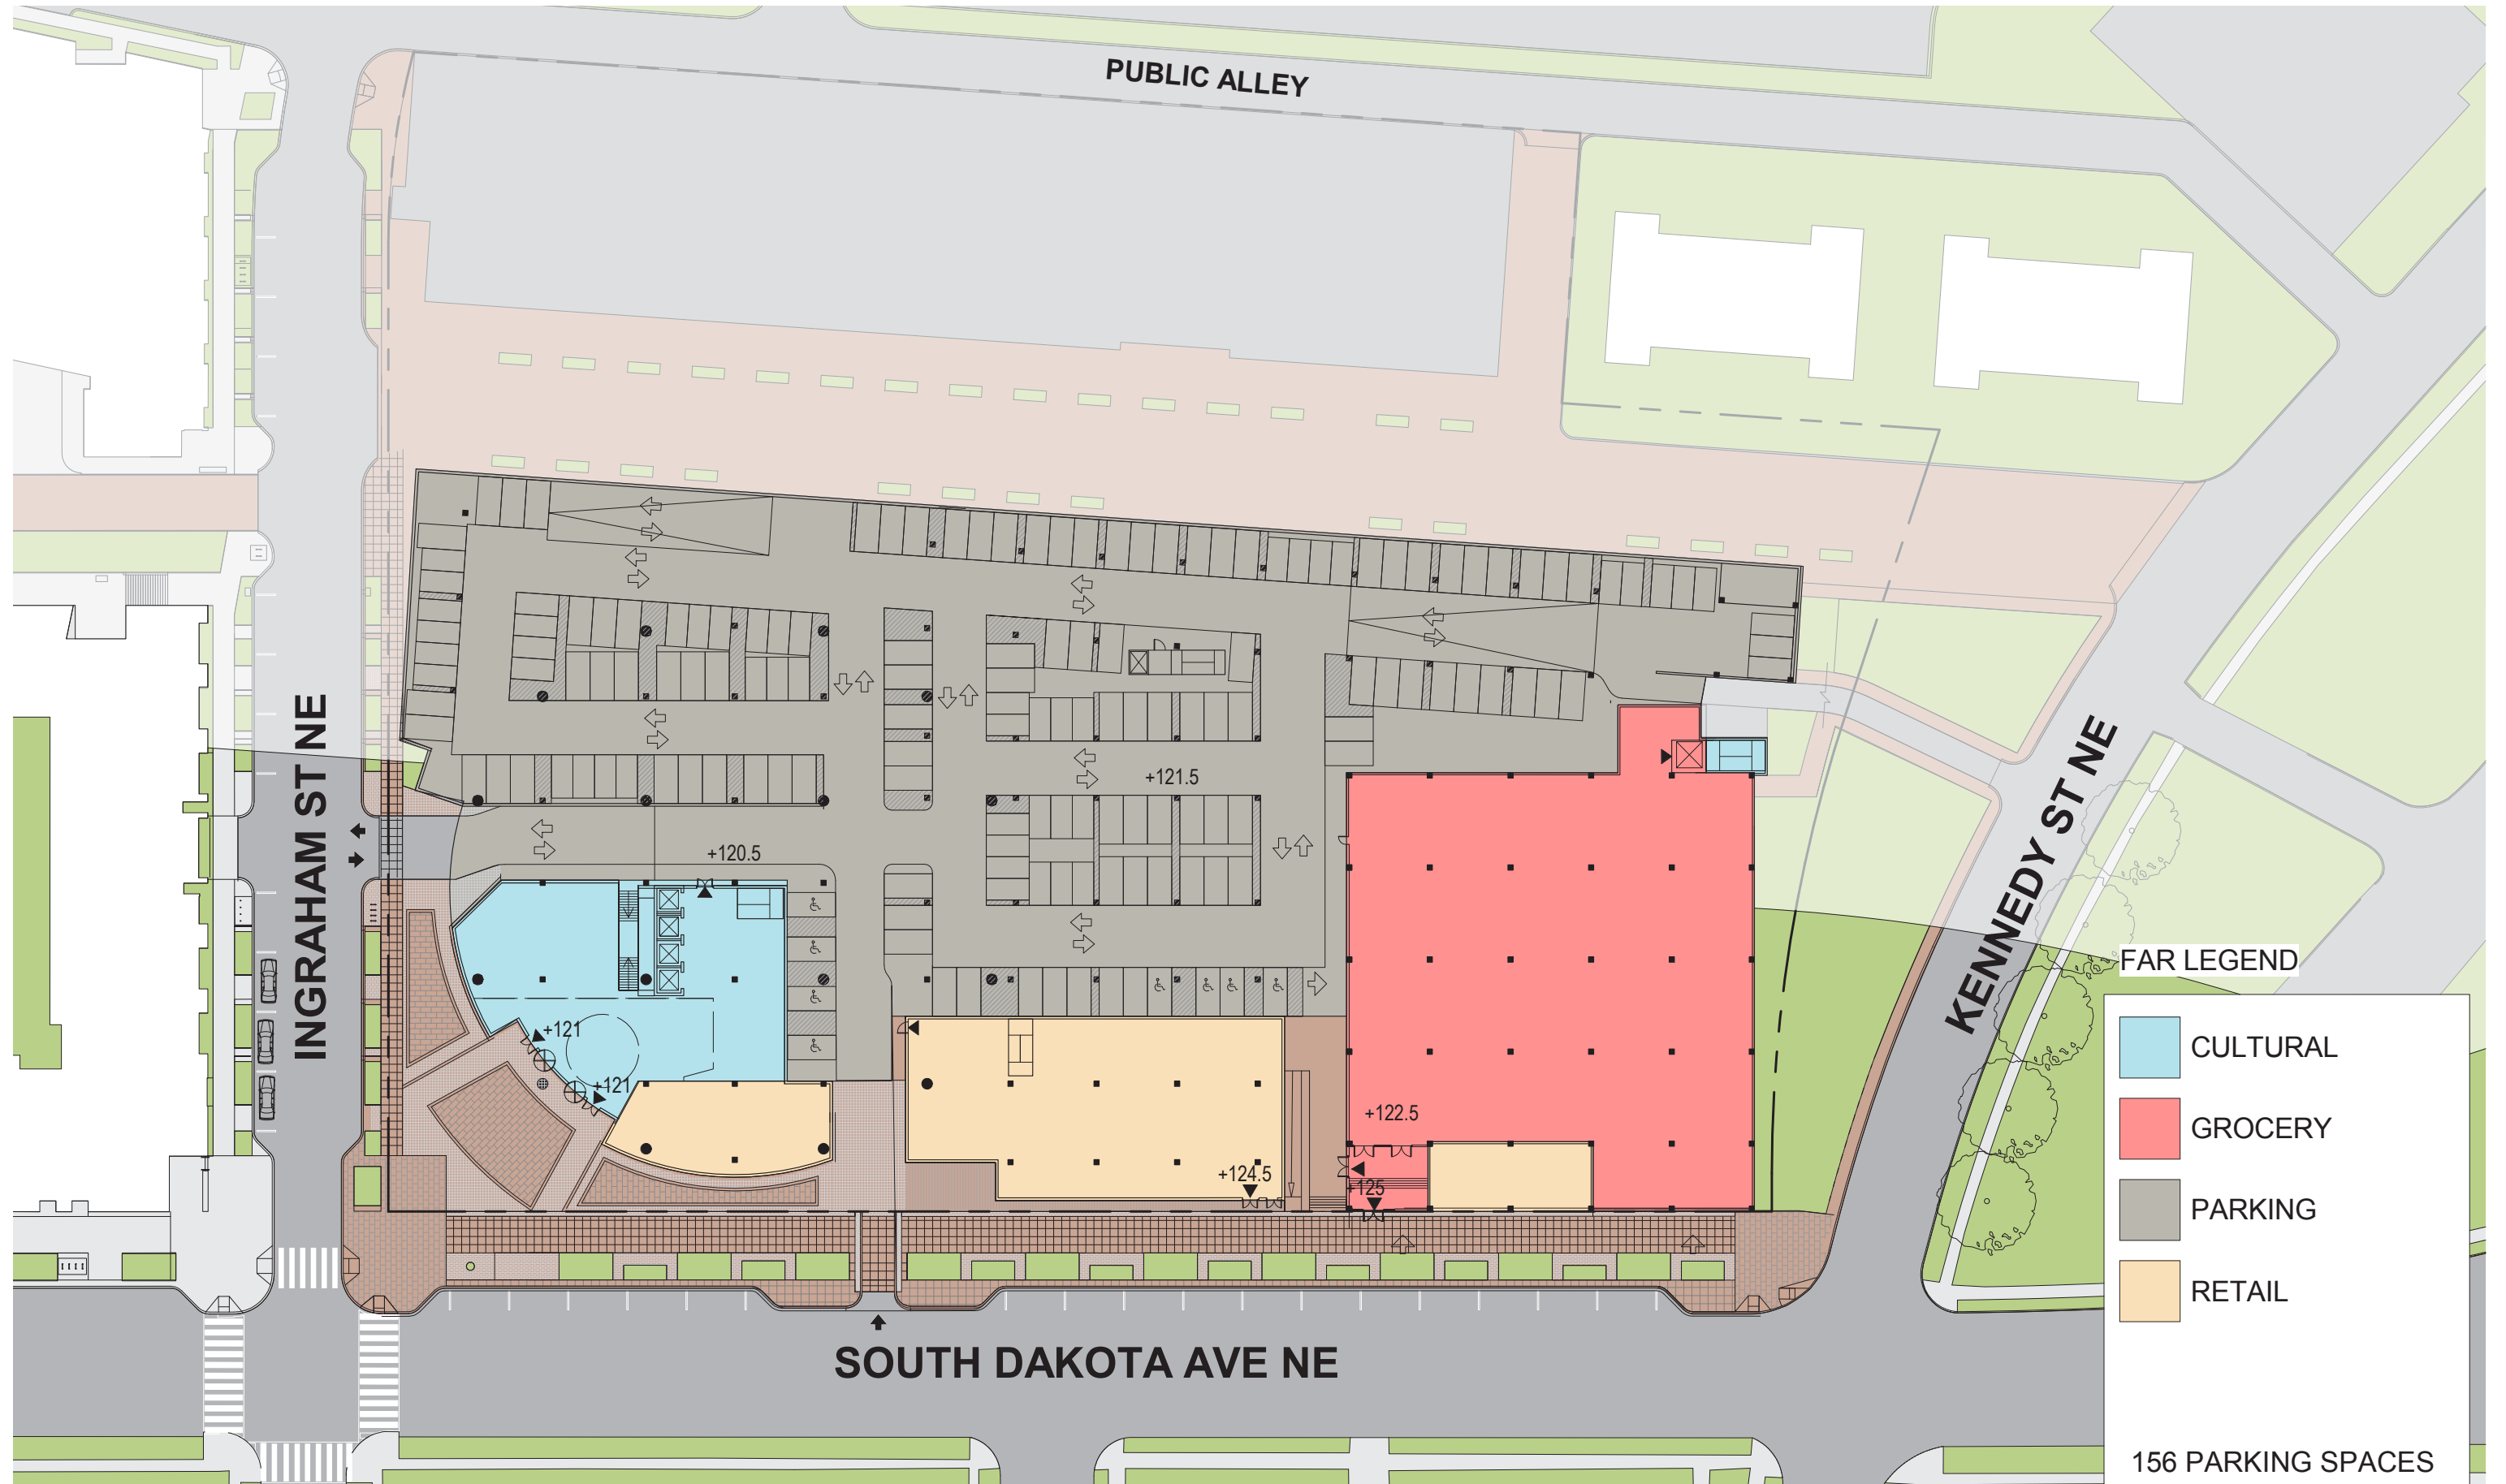 PUBLIC ALLEY
INGRAHAM ST NE
KENNEDY ST NE
+121.5
+120.5
+121
+121
+122.5
+124.5
+125
SOUTH DAKOTA AVE NE
FAR LEGEND
CULTURAL
GROCERY
PARKING
RETAIL
156 PARKING SPACES